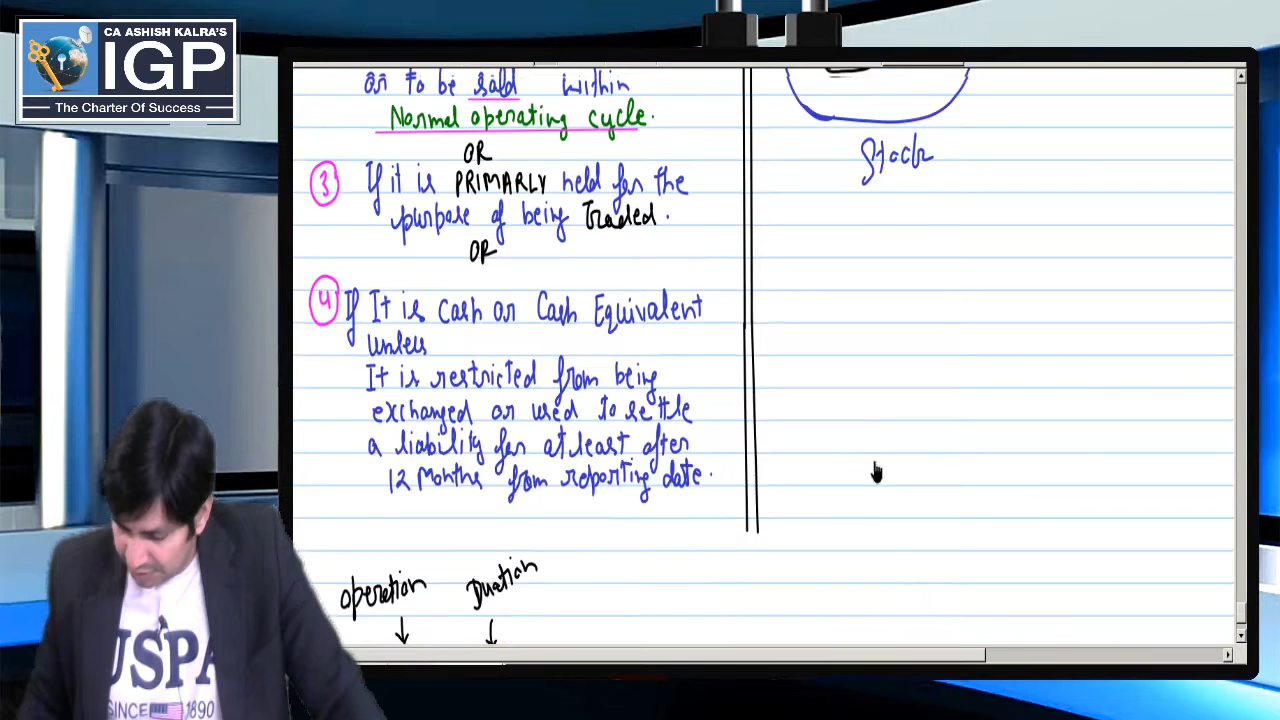 CA ASHISH KALRA'S
IGP
The Charter Of Success
or to be sold within
Normal operating cycle.
OR
3 If it is PRIMARLY held for the
purpose of being Traded.
OR
4 If It is Cash or Cash Equivalent
unless
It is restricted from being
exchanged or used to settle
a liability for at least after
12 Months from reporting date.
Operation Duration
Stock
USPA
SINCE 1890